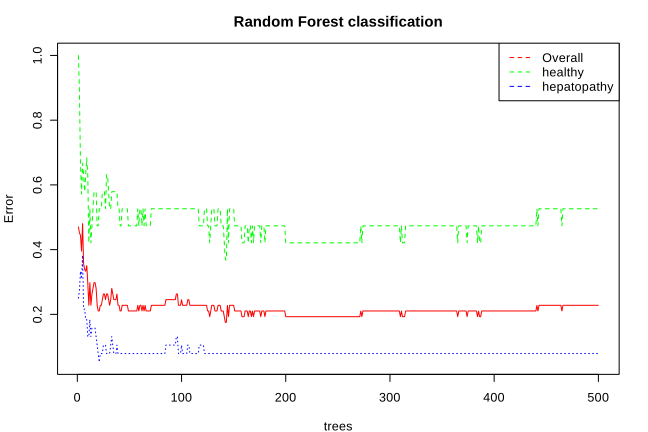 Random Forest classification
Overall
healthy
hepatopathy
Error
1.0
0.8
0.6
0.4
0.2
0 100 200 300 400 500
trees